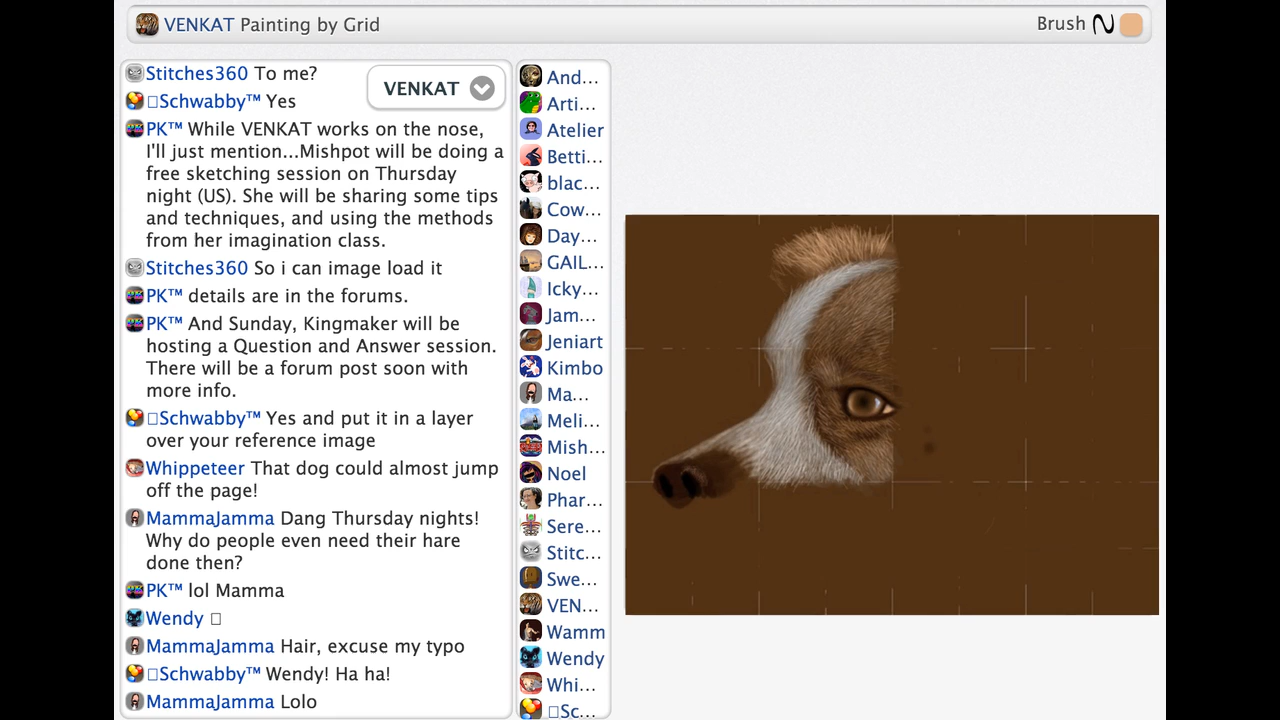 VENKAT Painting by Grid
Brush
Stitches360 To me?
VENKAT
Schwabby™ Yes
PK™ While VENKAT works on the nose,
I'll just mention...Mishpot will be doing a
free sketching session on Thursday
night (US). She will be sharing some tips
and techniques, and using the methods
from her imagination class.
Stitches360 So i can image load it
PK™ details are in the forums.
PK™ And Sunday, Kingmaker will be
hosting a Question and Answer session.
There will be a forum post soon with
more info.
Schwabby™ Yes and put it in a layer
over your reference image
Whippeteer That dog could almost jump
off the page!
MammaJamma Dang Thursday nights!
Why do people even need their hare
done then?
PK™ lol Mamma
Wendy
MammaJamma Hair, excuse my typo
Schwabby™ Wendy! Ha ha!
MammaJamma Lolo
And...
Arti...
Atelier
Betti...
blac...
Cow...
Day...
GAIL...
Icky...
Jam...
Jeniart
Kimbo
Ma...
Meli...
Mish...
Noel
Phar...
Sere...
Stitc...
Swe...
VEN...
Wamm
Wendy
Whi...
Sc...